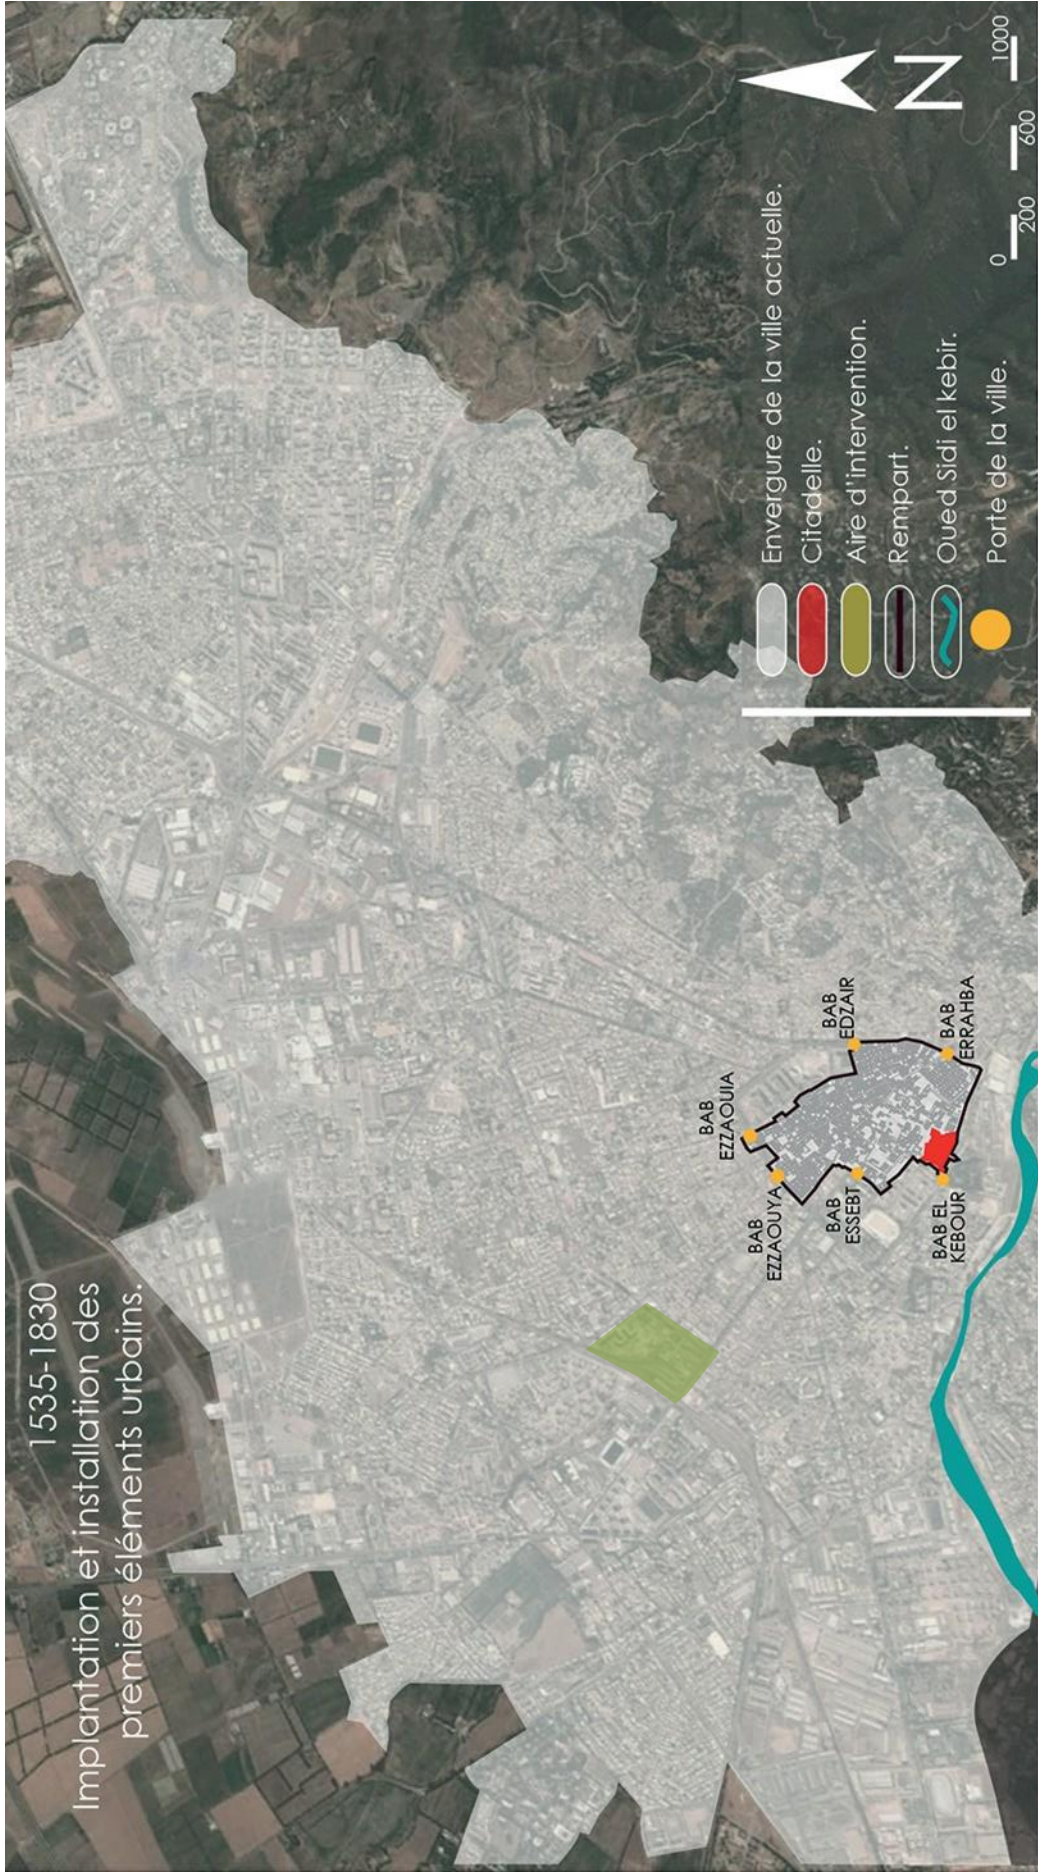 1535-1830
Implantation et installation des
premiers éléments urbains.
BAB
EZZAOUIA
BAB
EZZAOUYA
BAB
EDZAIR
BAB
ESSEBT
BAB
ERRAHBA
BAB EL
KEBOUR
Envergure de la ville actuelle.
Citadelle.
Aire d'intervention.
Rempart.
Oued Sidi el kebir.
Porte de la ville.
N
0 200 600 1000